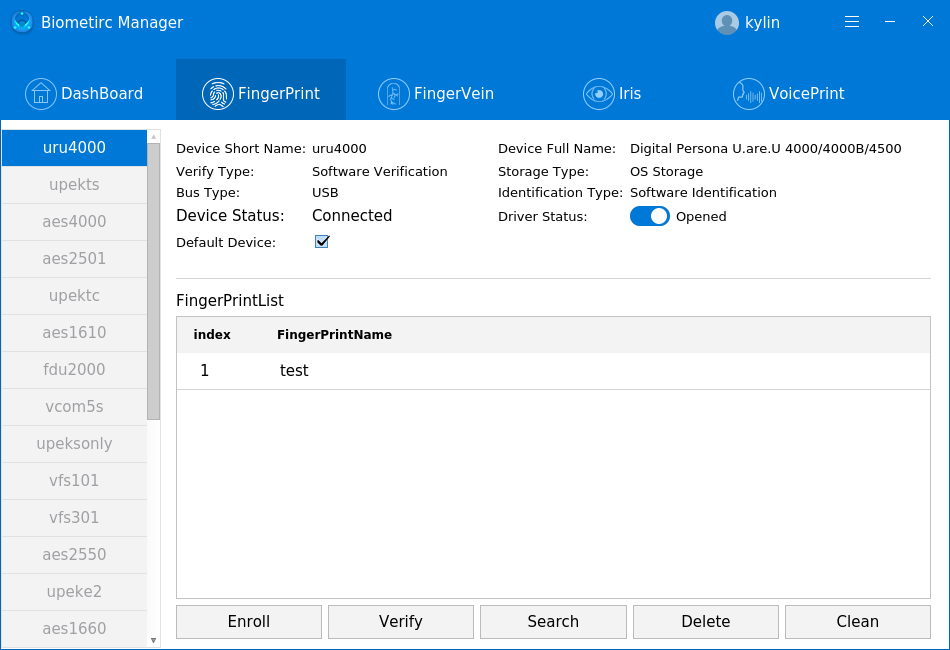 Biometirc Manager
kylin
DashBoard
FingerPrint
FingerVein
Iris
VoicePrint
uru4000
upekts
aes4000
aes2501
upektc
aes1610
fdu2000
vcom5s
upeksonly
vfs101
vfs301
aes2550
upeke2
aes1660
Device Short Name: uru4000
Device Full Name: Digital Persona U.are.U 4000/4000B/4500
Verify Type: Software Verification
Storage Type: OS Storage
Bus Type: USB
Identification Type: Software Identification
Device Status: Connected
Driver Status: Opened
Default Device:
FingerPrintList
index FingerPrintName
1 test
Enroll
Verify
Search
Delete
Clean